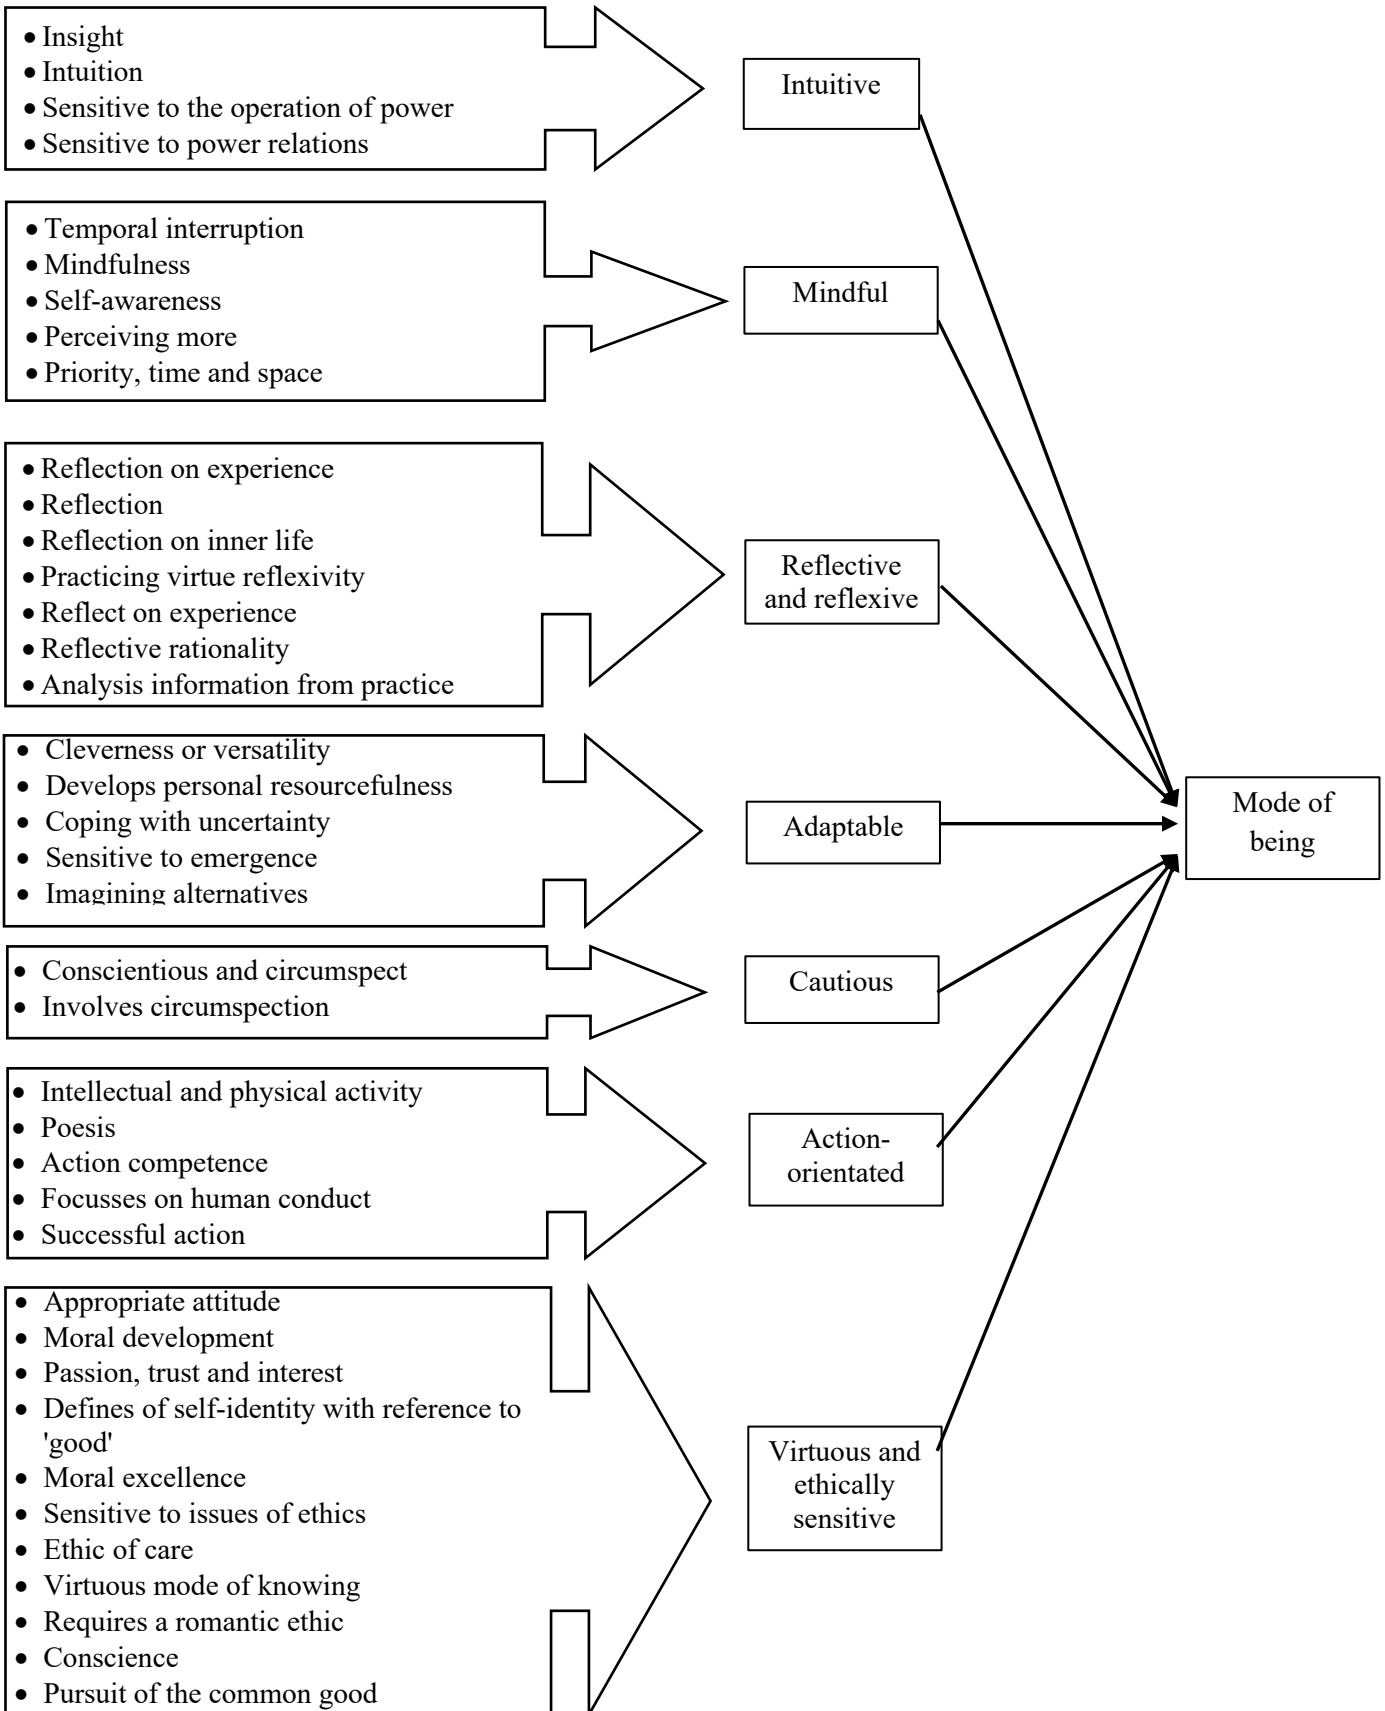 • Insight
• Intuition
• Sensitive to the operation of power
• Sensitive to power relations
Intuitive
• Temporal interruption
• Mindfulness
• Self-awareness
• Perceiving more
• Priority, time and space
Mindful
• Reflection on experience
• Reflection
• Reflection on inner life
• Practicing virtue reflexivity
• Reflect on experience
• Reflective rationality
• Analysis information from practice
Reflective
and reflexive
• Cleverness or versatility
• Develops personal resourcefulness
• Coping with uncertainty
• Sensitive to emergence
• Imagining alternatives
Adaptable
Mode of
being
• Conscientious and circumspect
• Involves circumspection
Cautious
• Intellectual and physical activity
• Poesis
• Action competence
• Focusses on human conduct
• Successful action
Action-
orientated
• Appropriate attitude
• Moral development
• Passion, trust and interest
• Defines of self-identity with reference to
'good'
• Moral excellence
• Sensitive to issues of ethics
• Ethic of care
• Virtuous mode of knowing
• Requires a romantic ethic
• Conscience
• Pursuit of the common good
Virtuous and
ethically
sensitive